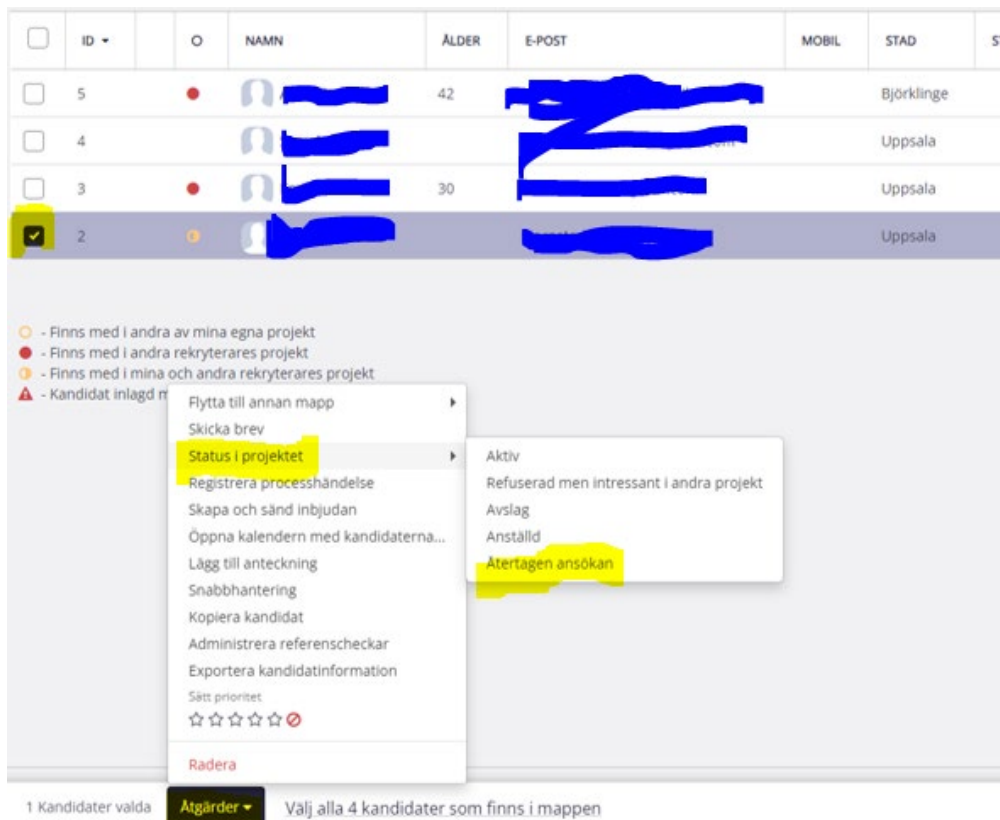 ID O NAMN ÅLDER E-POST MOBIL STAD
5 42 Björklinge
4 Uppsala
3 30 Uppsala
2 Uppsala
- Finns med i andra av mina egna projekt
- Finns med i andra rekryterares projekt
- Finns med i mina och andra rekryterares projekt
- Kandidat inlagd
Flytta till annan mapp
Skicka brev
Status i projektet
Registrera processhändelse
Skapa och sänd inbjudan
Öppna kalendern med kandidaterna...
Lägg till anteckning
Snabbhantering
Kopiera kandidat
Administrera referenscheckar
Exportera kandidatinformation
Sätt prioritet
Radera
Aktiv
Refuserad men intressant i andra projekt
Avslag
Anställd
Återtagen ansökan
1 Kandidater valda Åtgärder Välj alla 4 kandidater som finns i mappen